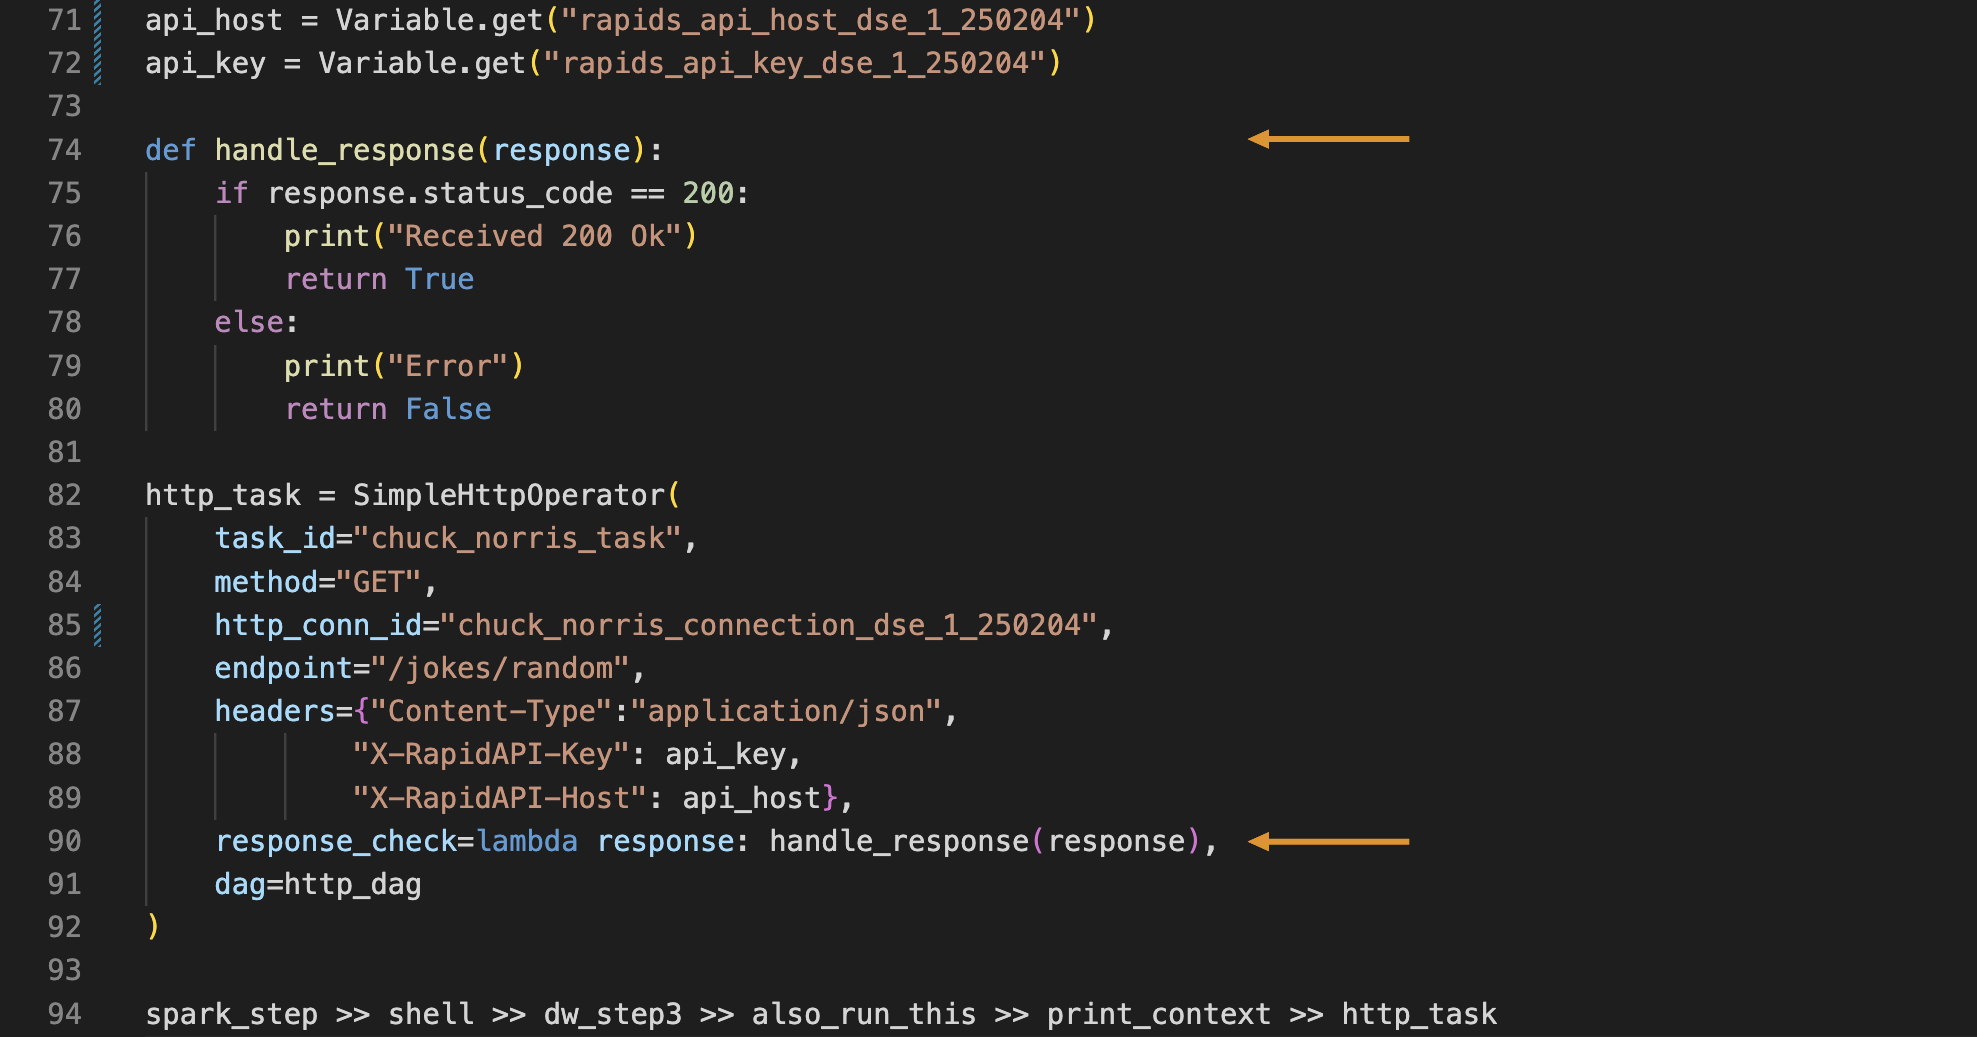 71 api_host = Variable.get("rapids_api_host_dse_1_250204")
72 api_key = Variable.get("rapids_api_key_dse_1_250204")
73
74 def handle_response(response):
75     if response.status_code == 200:
76         print("Received 200 Ok")
77         return True
78     else:
79         print("Error")
80         return False
81
82 http_task = SimpleHttpOperator(
83     task_id="chuck_norris_task",
84     method="GET",
85     http_conn_id="chuck_norris_connection_dse_1_250204",
86     endpoint="/jokes/random",
87     headers={"Content-Type":"application/json",
88             "X-RapidAPI-Key": api_key,
89             "X-RapidAPI-Host": api_host},
90     response_check=lambda response: handle_response(response),
91     dag=http_dag
92 )
93
94 spark_step >> shell >> dw_step3 >> also_run_this >> print_context >> http_task